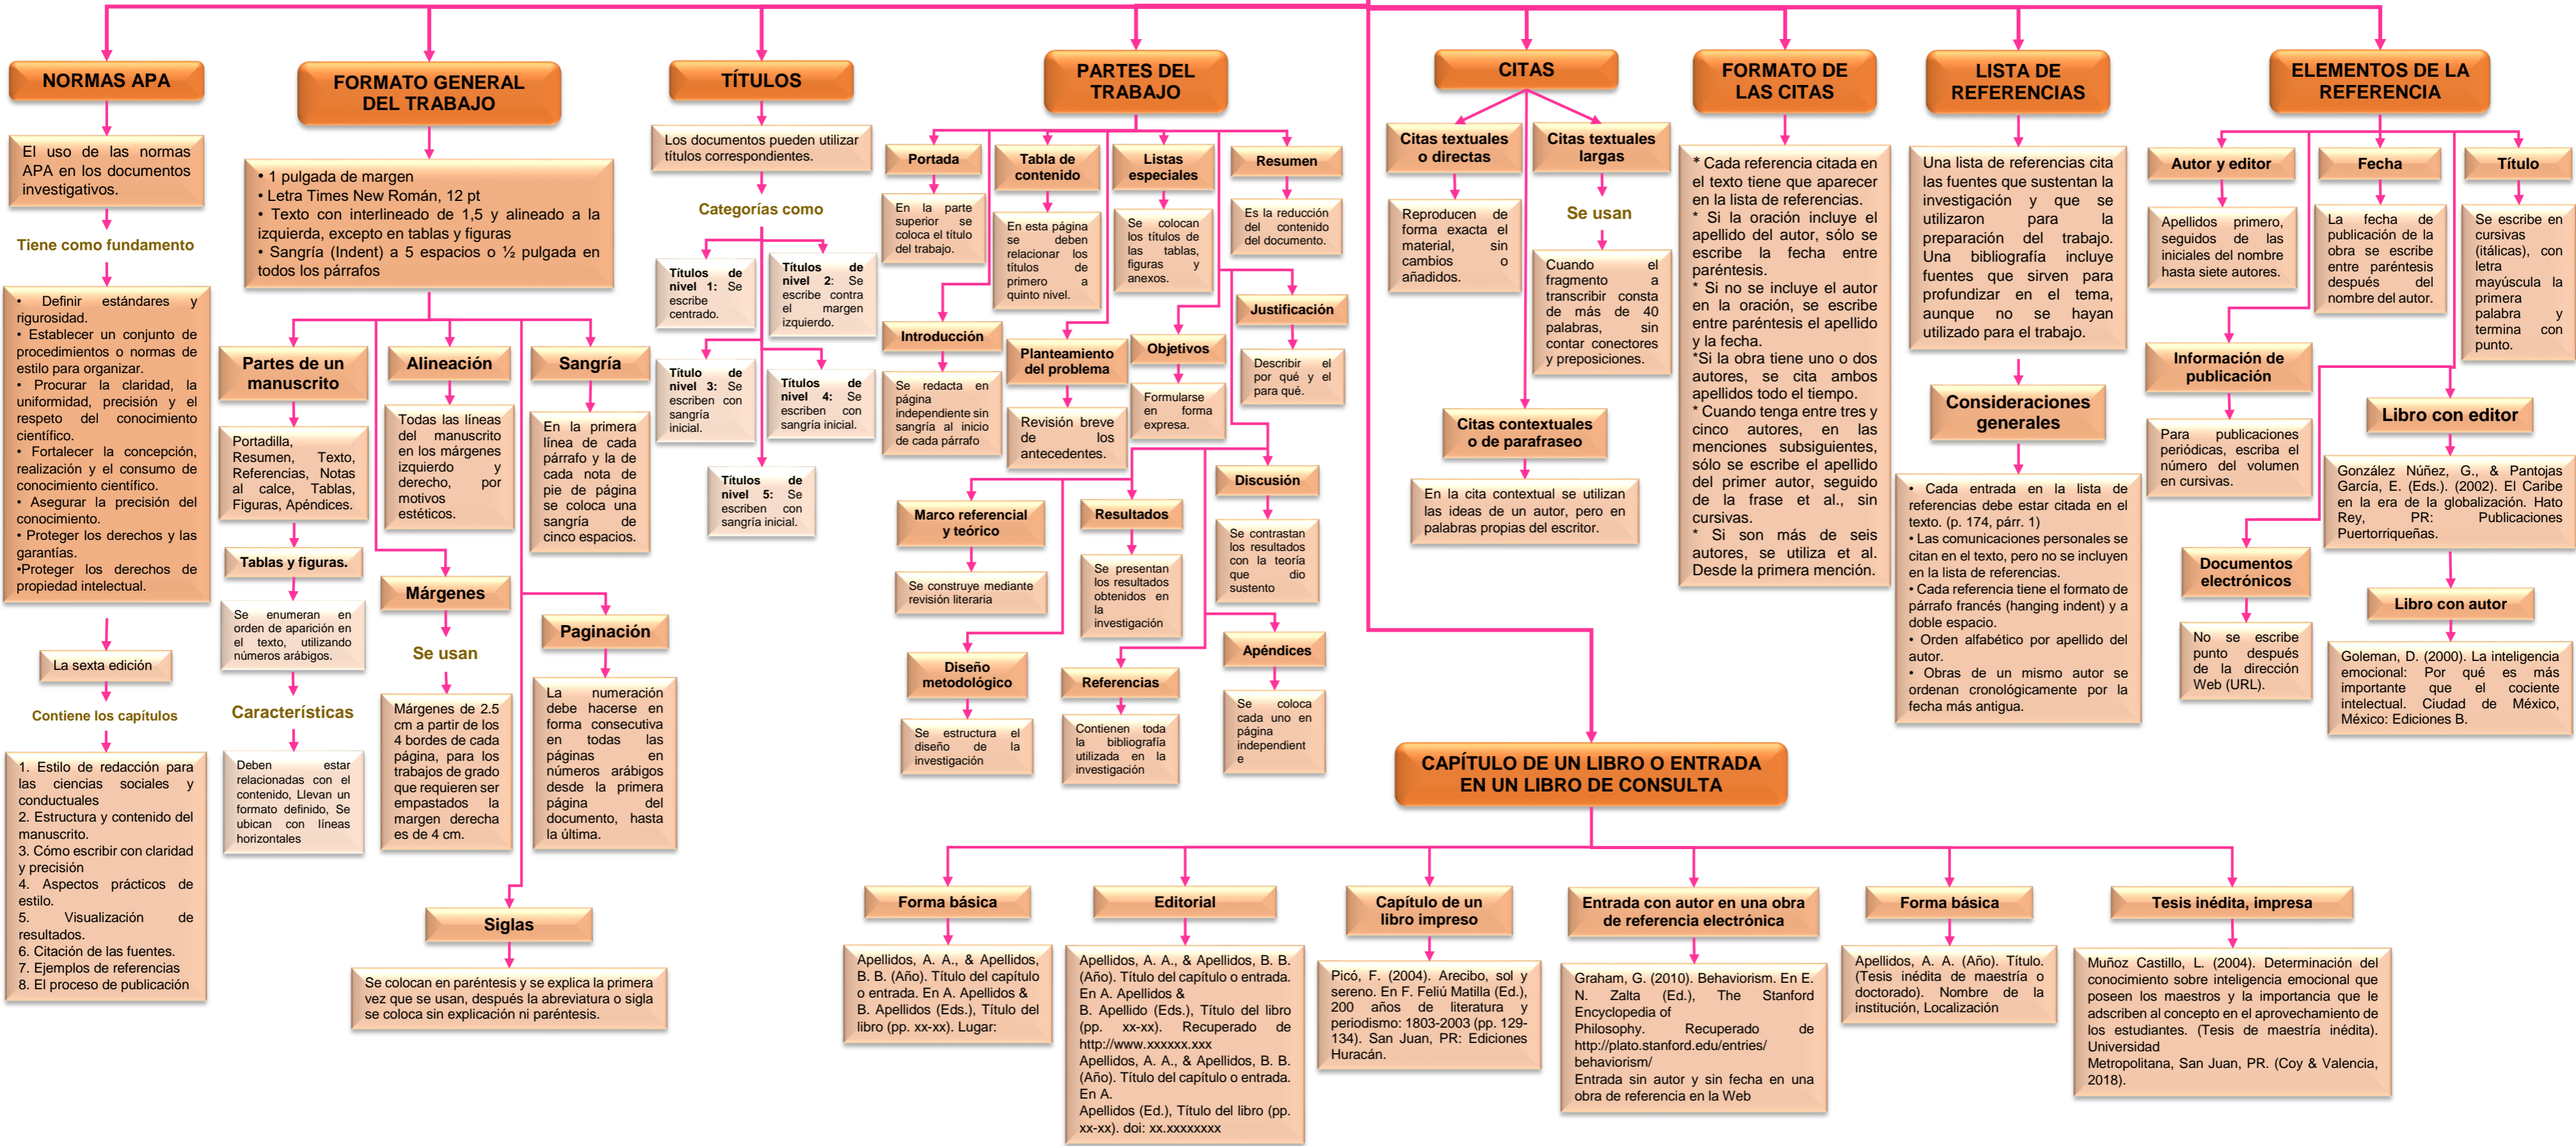 NORMAS APA
El uso de las normas
APA en los documentos
investigativos.
Tiene como fundamento
• Definir estándares y
rigurosidad.
• Establecer un conjunto de
procedimientos o normas de
estilo para organizar.
• Procurar la claridad, la
uniformidad, precisión y el
respeto del conocimiento
científico.
• Fortalecer la concepción,
realización y el consumo de
conocimiento científico.
• Asegurar la precisión del
conocimiento.
• Proteger los derechos y las
garantías.
•Proteger los derechos de
propiedad intelectual.
La sexta edición
Contiene los capítulos
1. Estilo de redacción para
las ciencias sociales y
conductuales
2. Estructura y contenido del
manuscrito.
3. Cómo escribir con claridad
y precisión
4. Aspectos prácticos de
estilo.
5. Visualización de
resultados.
6. Citación de las fuentes.
7. Ejemplos de referencias
8. El proceso de publicación
FORMATO GENERAL
DEL TRABAJO
• 1 pulgada de margen
• Letra Times New Román, 12 pt
• Texto con interlineado de 1,5 y alineado a la
izquierda, excepto en tablas y figuras
• Sangría (Indent) a 5 espacios o ½ pulgada en
todos los párrafos
Partes de un
manuscrito
Portadilla,
Resumen, Texto,
Referencias, Notas
al calce, Tablas,
Figuras, Apéndices.
Tablas y figuras.
Se enumeran en
orden de aparición en
el texto, utilizando
números arábigos.
Características
Deben estar
relacionadas con el
contenido, Llevan un
formato definido, Se
ubican con líneas
horizontales
Alineación
Todas las líneas
del manuscrito
en los márgenes
izquierdo y
derecho, por
motivos
estéticos.
Márgenes
Se usan
Márgenes de 2.5
cm a partir de los
4 bordes de cada
página, para los
trabajos de grado
que requieren ser
empastados la
margen derecha
es de 4 cm.
Sangría
En la primera
línea de cada
párrafo y la de
cada nota de
pie de página
se coloca una
sangría de
cinco espacios.
Paginación
La numeración
debe hacerse en
forma consecutiva
en todas las
páginas en
números arábigos
desde la primera
página del
documento, hasta
la última.
Siglas
Se colocan en paréntesis y se explica la primera
vez que se usan, después la abreviatura o sigla
se coloca sin explicación ni paréntesis.
TÍTULOS
Los documentos pueden utilizar
títulos correspondientes.
Categorías como
Títulos de
nivel 1: Se
escribe
centrado.
Títulos de
nivel 2: Se
escribe contra
el margen
izquierdo.
Título de
nivel 3: Se
escriben con
sangría
inicial.
Títulos de
nivel 4: Se
escriben con
sangría inicial.
Títulos de
nivel 5: Se
escriben con
sangría inicial.
PARTES DEL
TRABAJO
Portada
En la parte
superior se
coloca el título
del trabajo.
Tabla de
contenido
En esta página
se deben
relacionar los
títulos de
primero a
quinto nivel.
Listas
especiales
Se colocan
los títulos de
las tablas,
figuras y
anexos.
Resumen
Es la reducción
del contenido
del documento.
Introducción
Se redacta en
página
independiente sin
sangría al inicio
de cada párrafo
Planteamiento
del problema
Revisión breve
de los
antecedentes.
Objetivos
Formularse
en forma
expresa.
Justificación
Describir el
por qué y el
para qué.
Marco referencial
y teórico
Se construye mediante
revisión literaria
Resultados
Se presentan
los resultados
obtenidos en
la
investigación
Discusión
Se contrastan
los resultados
con la teoría
que dio
sustento
Diseño
metodológico
Se estructura el
diseño de la
investigación
Referencias
Contienen toda
la bibliografía
utilizada en la
investigación
Apéndices
Se coloca
cada uno en
página
independient
e
CITAS
Citas textuales
o directas
Reproducen de
forma exacta el
material, sin
cambios o
añadidos.
Citas textuales
largas
Se usan
Cuando el
fragmento a
transcribir consta
de más de 40
palabras, sin
contar conectores
y preposiciones.
Citas contextuales
o de parafraseo
En la cita contextual se utilizan
las ideas de un autor, pero en
palabras propias del escritor.
FORMATO DE
LAS CITAS
* Cada referencia citada en
el texto tiene que aparecer
en la lista de referencias.
* Si la oración incluye el
apellido del autor, sólo se
escribe la fecha entre
paréntesis.
* Si no se incluye el autor
en la oración, se escribe
entre paréntesis el apellido
y la fecha.
*Si la obra tiene uno o dos
autores, se cita ambos
apellidos todo el tiempo.
* Cuando tenga entre tres y
cinco autores, en las
menciones subsiguientes,
sólo se escribe el apellido
del primer autor, seguido
de la frase et al., sin
cursivas.
* Si son más de seis
autores, se utiliza et al.
Desde la primera mención.
LISTA DE
REFERENCIAS
Una lista de referencias cita
las fuentes que sustentan la
investigación y que se
utilizaron para la
preparación del trabajo.
Una bibliografía incluye
fuentes que sirven para
profundizar en el tema,
aunque no se hayan
utilizado para el trabajo.
Consideraciones
generales
• Cada entrada en la lista de
referencias debe estar citada en el
texto. (p. 174, párr. 1)
• Las comunicaciones personales se
citan en el texto, pero no se incluyen
en la lista de referencias.
• Cada referencia tiene el formato de
párrafo francés (hanging indent) y a
doble espacio.
• Orden alfabético por apellido del
autor.
• Obras de un mismo autor se
ordenan cronológicamente por la
fecha más antigua.
ELEMENTOS DE LA
REFERENCIA
Autor y editor
Apellidos primero,
seguidos de las
iniciales del nombre
hasta siete autores.
Fecha
La fecha de
publicación de la
obra se escribe
entre paréntesis
después del
nombre del autor.
Título
Se escribe en
cursivas
(itálicas), con
letra
mayúscula la
primera
palabra y
termina con
punto.
Información de
publicación
Para publicaciones
periódicas, escriba el
número del volumen
en cursivas.
Libro con editor
González Núñez, G., & Pantojas
García, E. (Eds.). (2002). El Caribe
en la era de la globalización. Hato
Rey, PR: Publicaciones
Puertorriqueñas.
Documentos
electrónicos
No se escribe
punto después
de la dirección
Web (URL).
Libro con autor
Goleman, D. (2000). La inteligencia
emocional: Por qué es más
importante que el cociente
intelectual. Ciudad de México,
México: Ediciones B.
CAPÍTULO DE UN LIBRO O ENTRADA
EN UN LIBRO DE CONSULTA
Forma básica
Apellidos, A. A., & Apellidos,
B. B. (Año). Título del capítulo
o entrada. En A. Apellidos &
B. Apellidos (Eds.), Título del
libro (pp. xx-xx). Lugar:
Editorial
Apellidos, A. A., & Apellidos, B. B.
(Año). Título del capítulo o entrada.
En A. Apellidos &
B. Apellido (Eds.), Título del libro
(pp. xx-xx). Recuperado de
http://www.xxxxxx.xxx
Apellidos, A. A., & Apellidos, B. B.
(Año). Título del capítulo o entrada.
En A.
Apellidos (Ed.), Título del libro (pp.
xx-xx). doi: xx.xxxxxxxx
Capítulo de un
libro impreso
Picó, F. (2004). Arecibo, sol y
sereno. En F. Feliú Matilla (Ed.),
200 años de literatura y
periodismo: 1803-2003 (pp. 129-
134). San Juan, PR: Ediciones
Huracán.
Entrada con autor en una obra
de referencia electrónica
Graham, G. (2010). Behaviorism. En E.
N. Zalta (Ed.), The Stanford
Encyclopedia of
Philosophy. Recuperado de
http://plato.stanford.edu/entries/
behaviorism/
Entrada sin autor y sin fecha en una
obra de referencia en la Web
Forma básica
Apellidos, A. A. (Año). Título.
(Tesis inédita de maestría o
doctorado). Nombre de la
institución, Localización
Tesis inédita, impresa
Muñoz Castillo, L. (2004). Determinación del
conocimiento sobre inteligencia emocional que
poseen los maestros y la importancia que le
adscriben al concepto en el aprovechamiento de
los estudiantes. (Tesis de maestría inédita).
Universidad
Metropolitana, San Juan, PR. (Coy & Valencia,
2018).